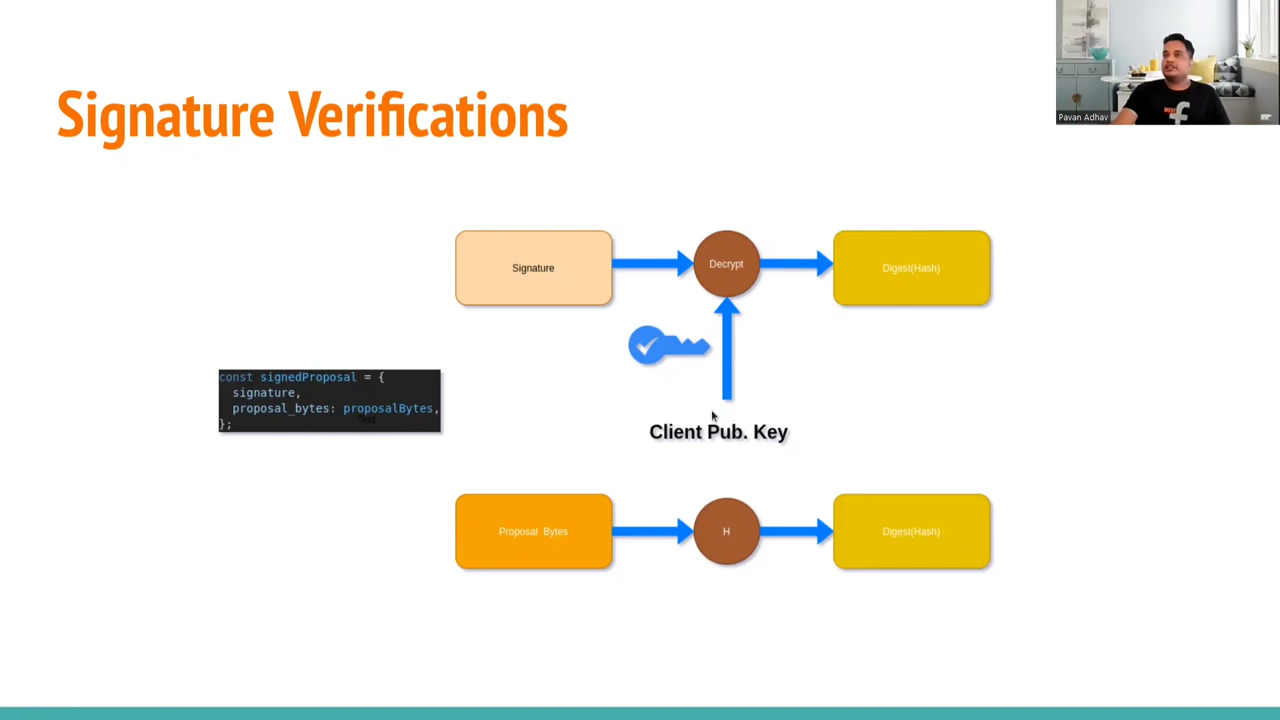 Signature Verifications
Pavan Adhav
Signature
Decrypt
Digest(Hash)
const signedProposal = {
signature,
proposal_bytes: proposalBytes,
};
Client Pub. Key
Proposal Bytes
H
Digest(Hash)